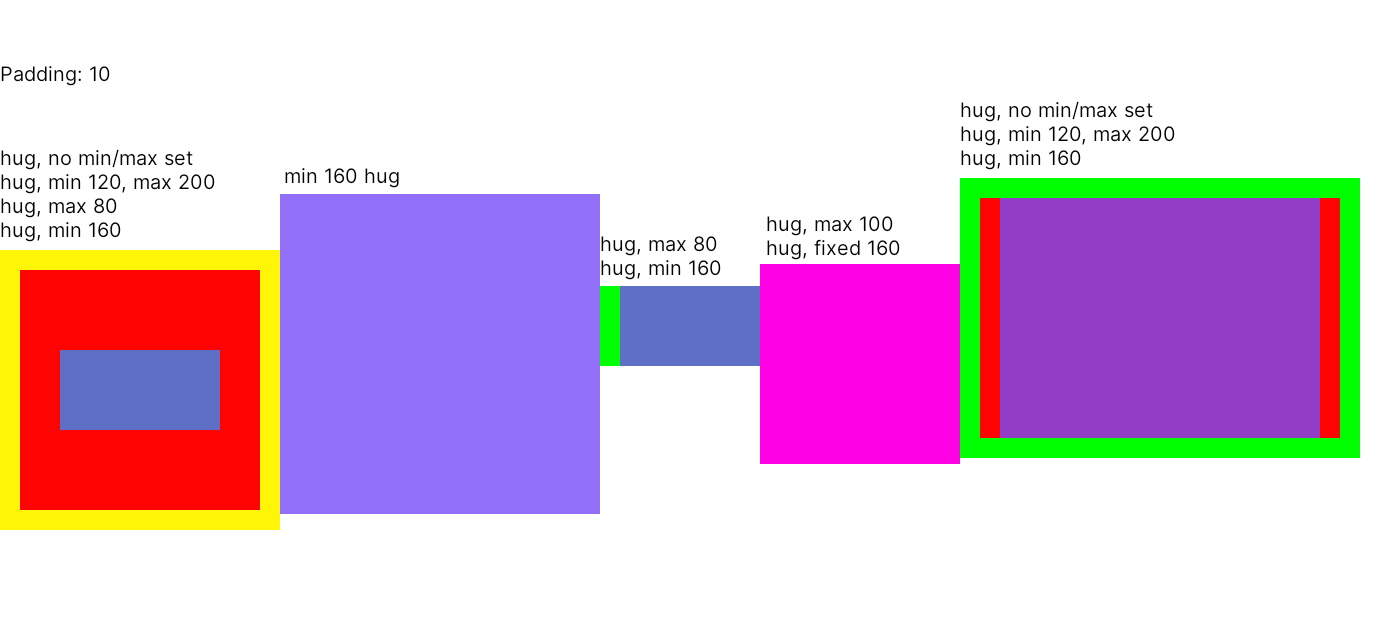 Padding: 10
hug, no min/max set
hug, min 120, max 200
hug, max 80
hug, min 160
min 160 hug
hug, max 80
hug, min 160
hug, max 100
hug, fixed 160
hug, no min/max set
hug, min 120, max 200
hug, min 160